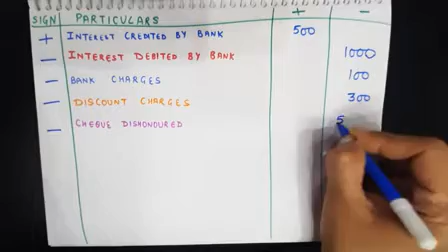 SIGN PARTICULARS + −
+ INTEREST CREDITED BY BANK 500
− INTEREST DEBITED BY BANK 1000
− BANK CHARGES 100
− DISCOUNT CHARGES 300
− CHEQUE DISHONOURED 5